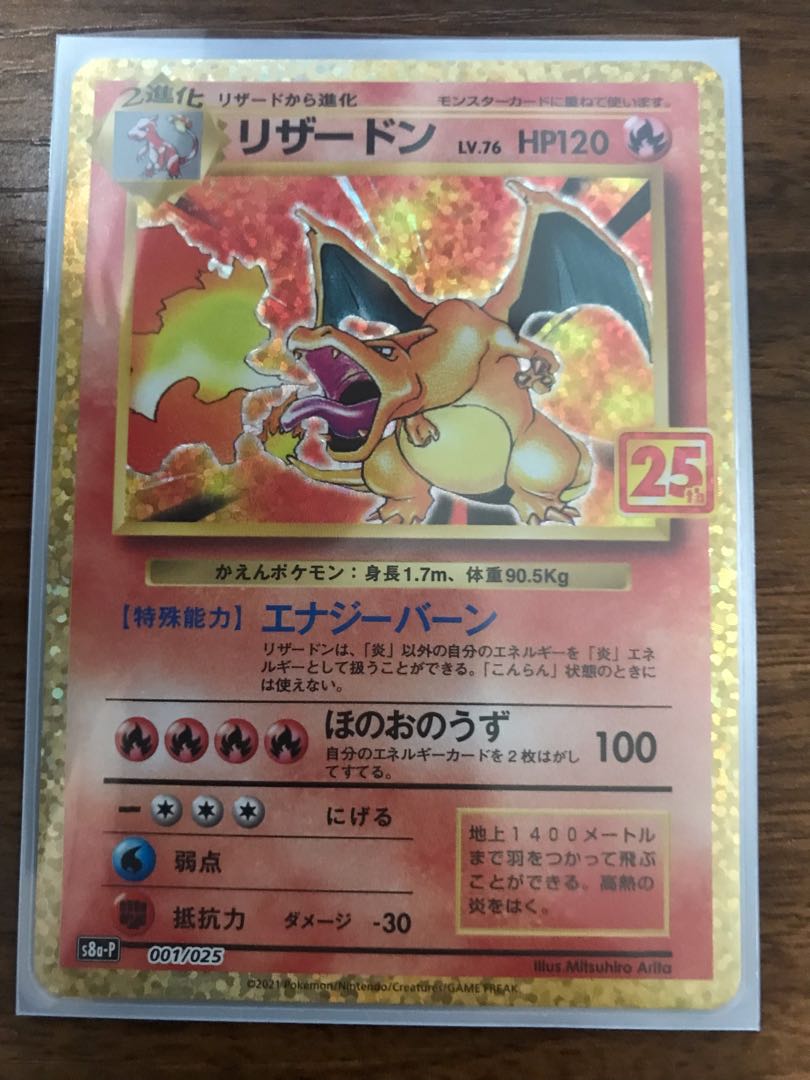 2進化 リザードから進化 モンスターカードに重ねて使います。
リザードン LV.76 HP120
25
かえんポケモン：身長1.7m、体重90.5Kg
【特殊能力】エナジーバーン
リザードンは、「炎」以外の自分のエネルギーを「炎」エネ
ルギーとして扱うことができる。「こんらん」状態のときに
は使えない。
ほのおのうず 100
自分のエネルギーカードを２枚はがし
てすてる。
ー にげる
弱点
抵抗力 ダメージ -30
地上１４００メートル
まで羽をつかって飛ぶ
ことができる。高熱の
炎をはく。
s8a-P 001/025
Illus.Mitsuhiro Arita
©2021 Pokémon/Nintendo/Creatures/GAME FREAK.